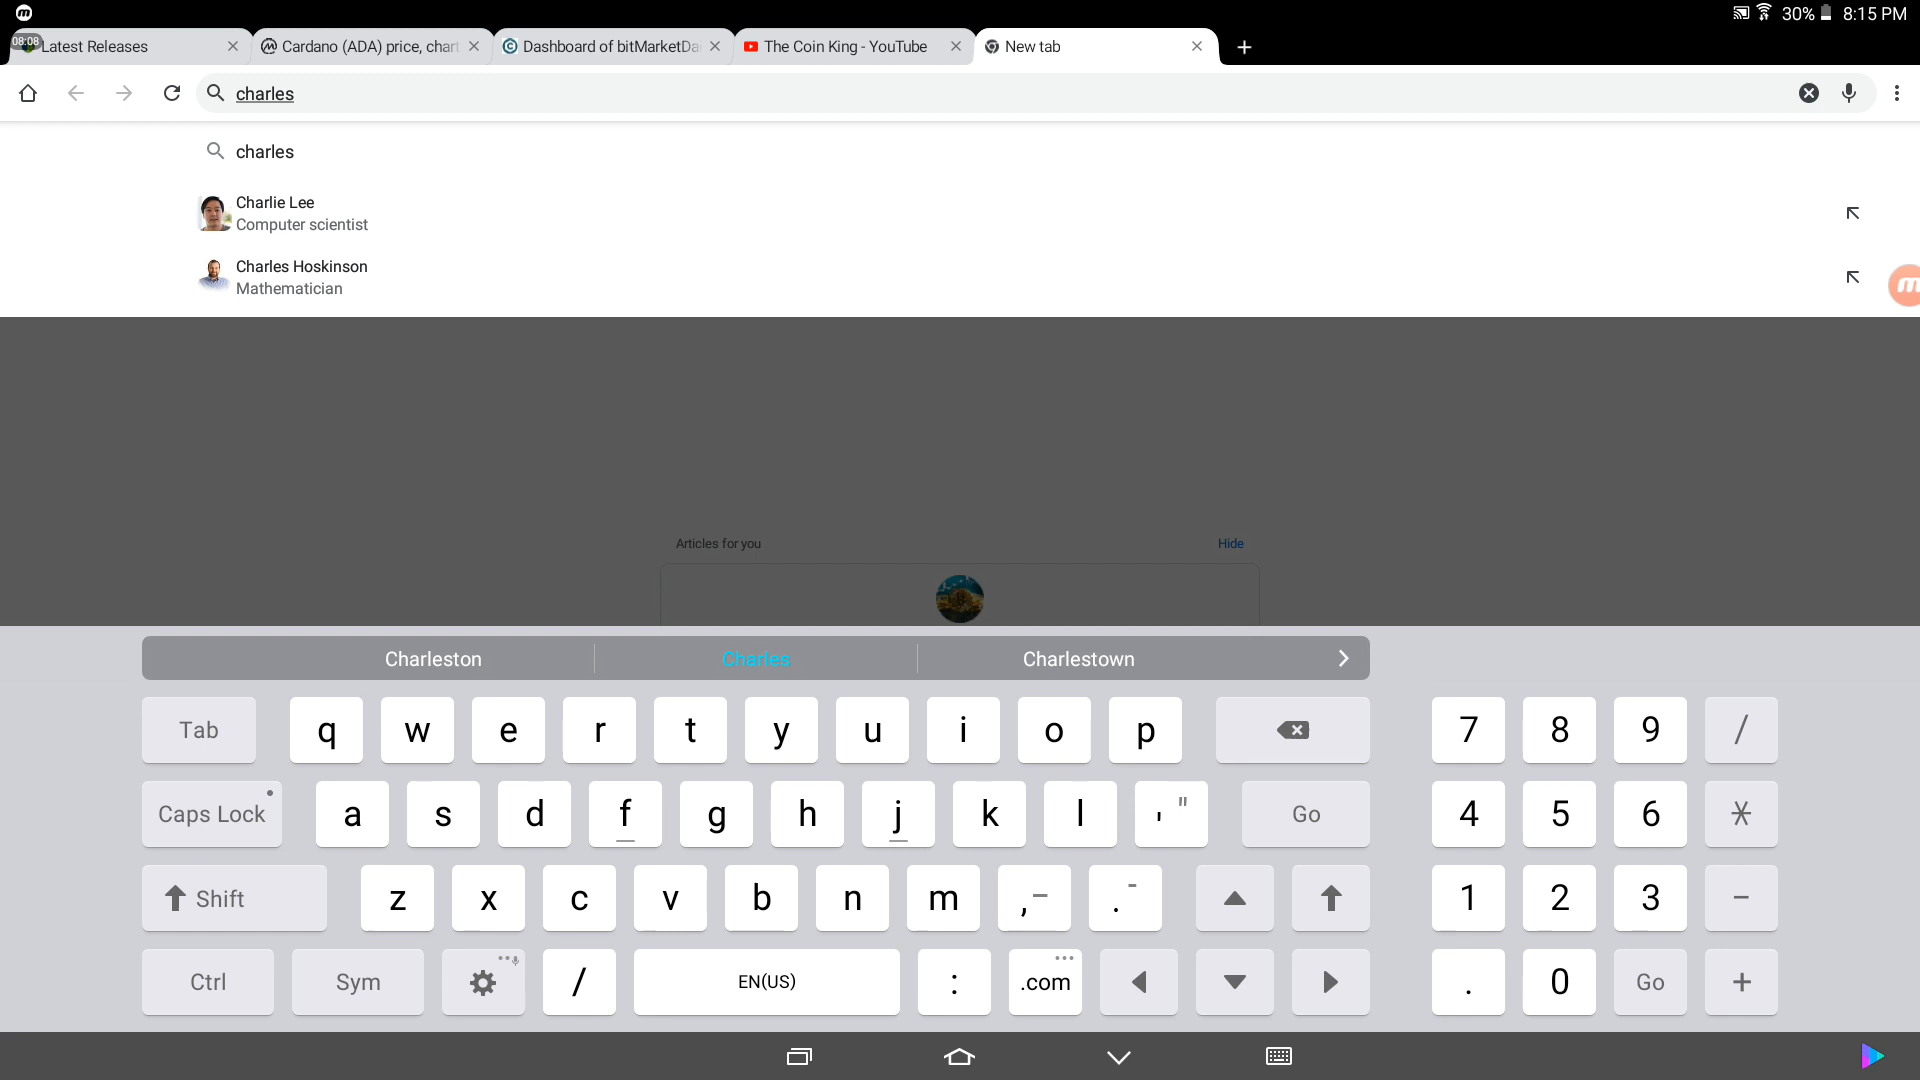 30% 8:15 PM
08:08
Latest Releases
Cardano (ADA) price, chart
Dashboard of bitMarketDa
The Coin King - YouTube
New tab
charles
charles
Charlie Lee
Computer scientist
Charles Hoskinson
Mathematician
Articles for you Hide
Charleston Charles Charlestown
Tab q w e r t y u i o p 7 8 9 /
Caps Lock a s d f g h j k l ' " Go 4 5 6 *
Shift z x c v b n m , – . - 1 2 3 –
Ctrl Sym / EN(US) : .com . 0 Go +